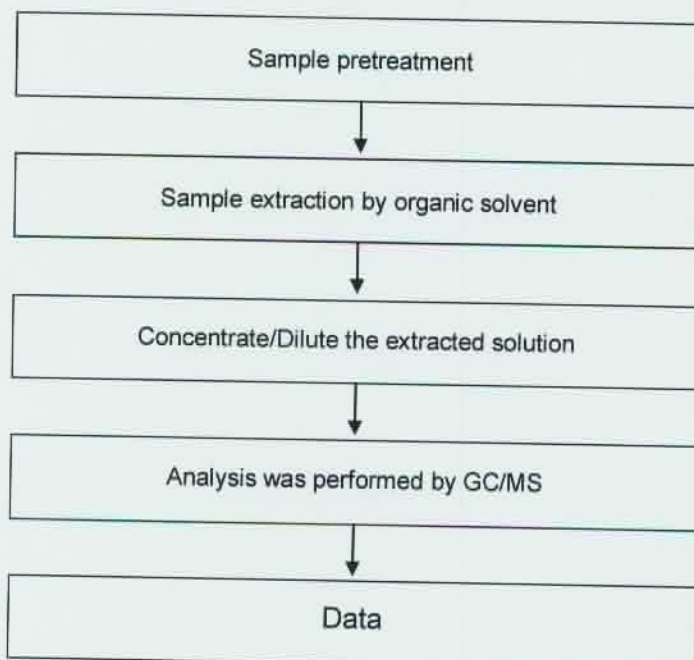 Sample pretreatment
Sample extraction by organic solvent
Concentrate/Dilute the extracted solution
Analysis was performed by GC/MS
Data